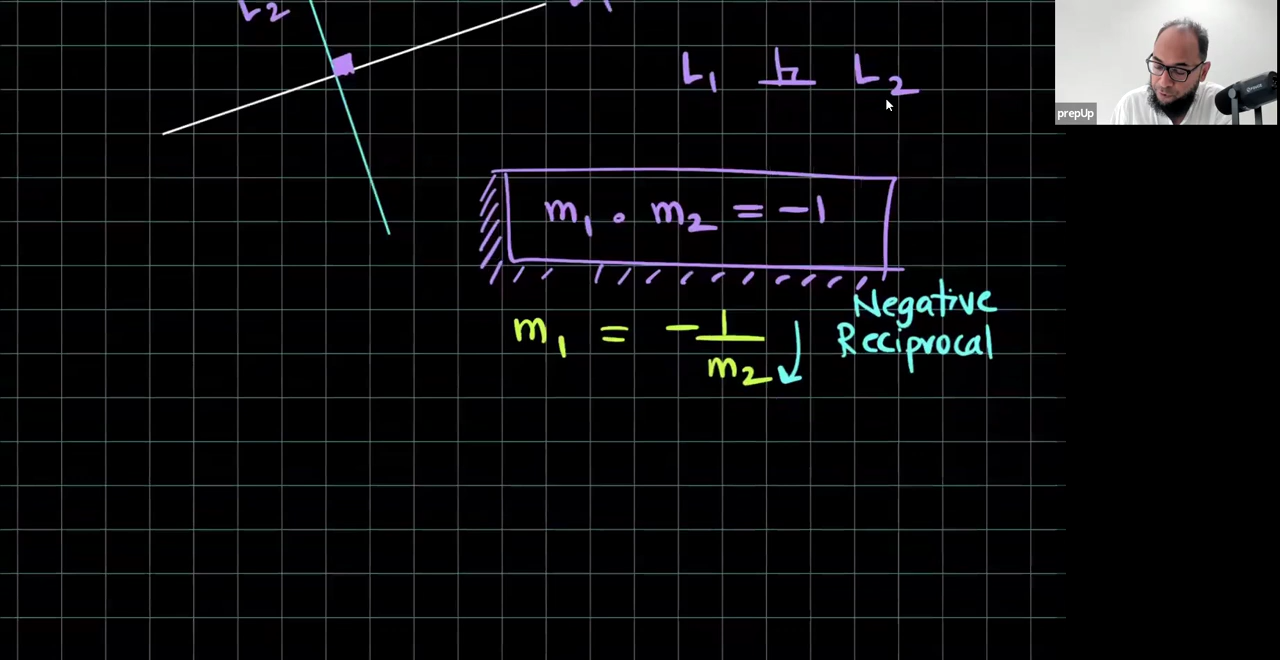 L₂
L₁ ⊥ L₂
prepUp
m₁ • m₂ = -1
Negative
Reciprocal
m₁ = -1/m₂